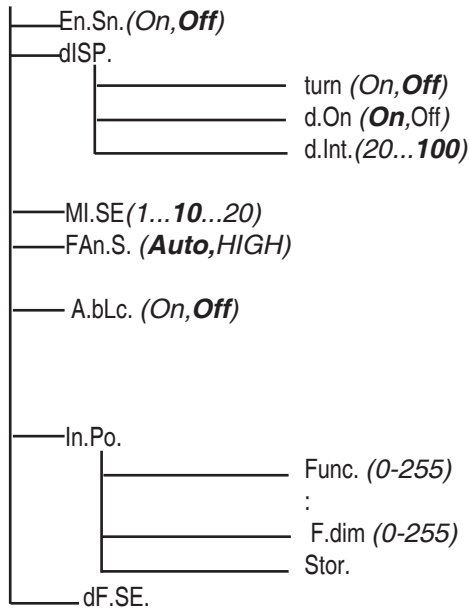 En.Sn.(On,Off)
dISP.
turn (On,Off)
d.On (On,Off)
d.Int.(20...100)
MI.SE(1...10...20)
FAn.S. (Auto,HIGH)
A.bLc. (On,Off)
In.Po.
Func. (0-255)
:
F.dim (0-255)
Stor.
dF.SE.